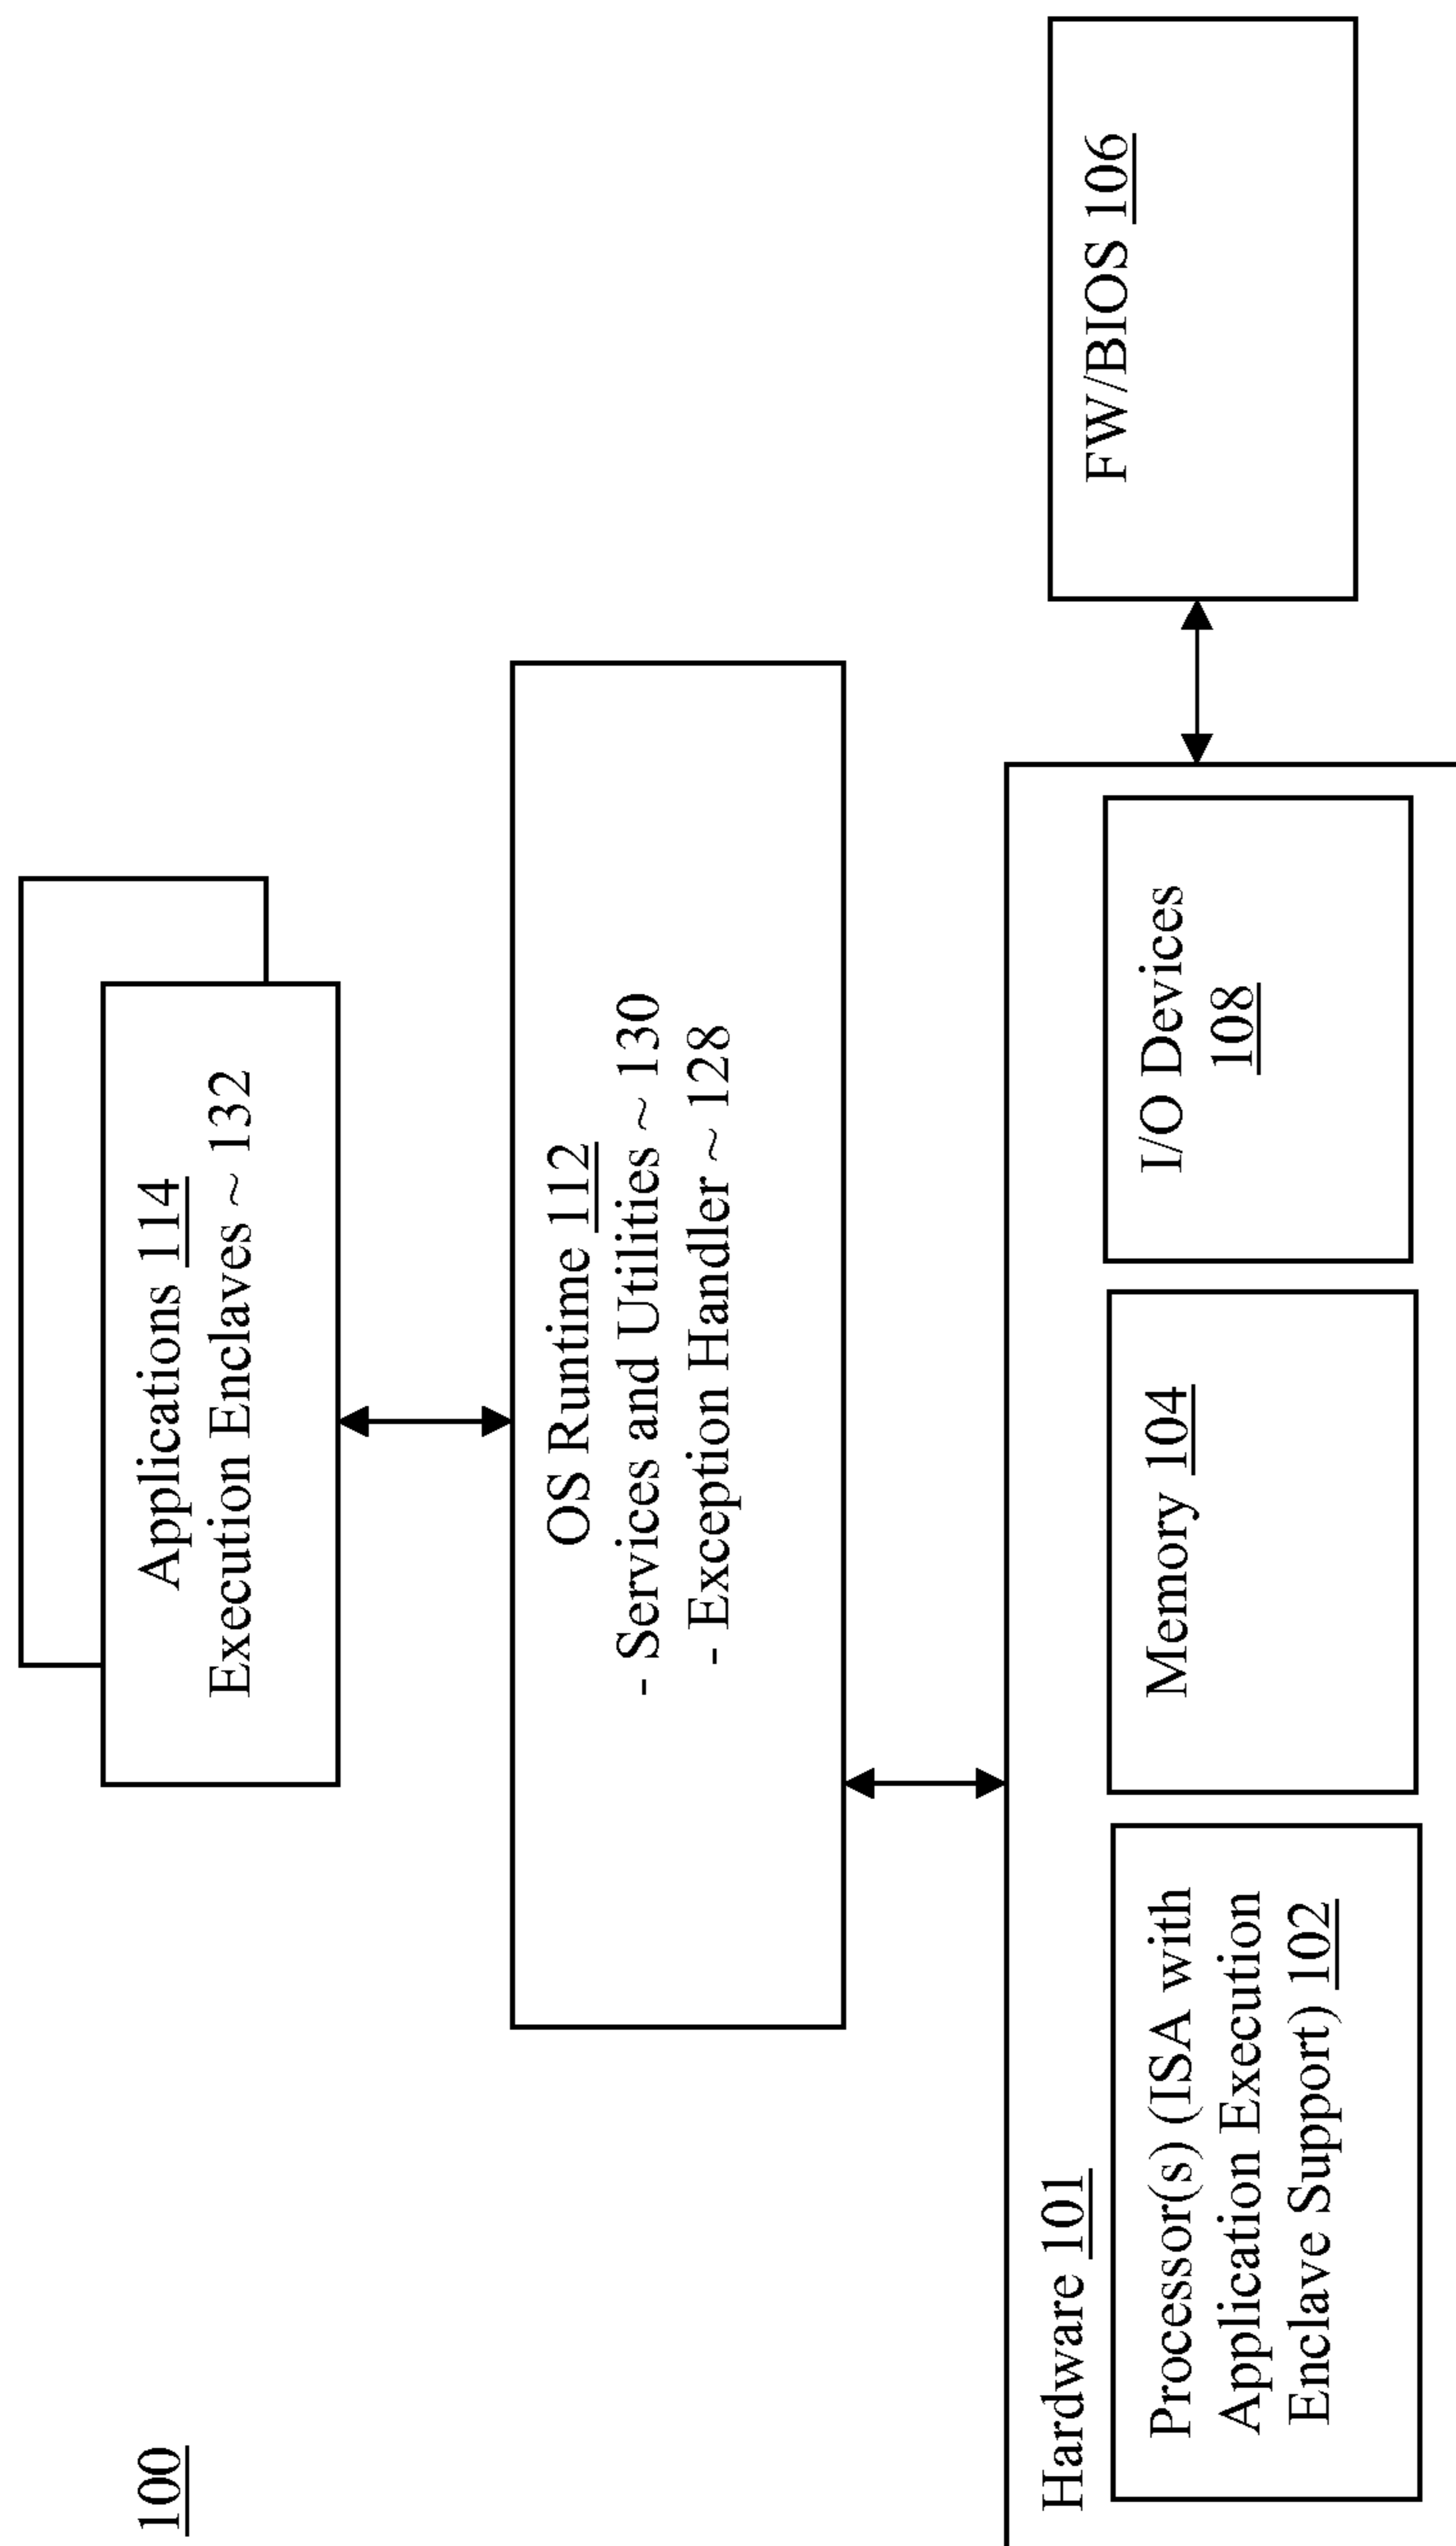 100
Applications 114
Execution Enclaves ~ 132
OS Runtime 112
- Services and Utilities ~ 130
- Exception Handler ~ 128
Hardware 101
Processor(s) (ISA with
Application Execution
Enclave Support) 102
Memory 104
I/O Devices
108
FW/BIOS 106